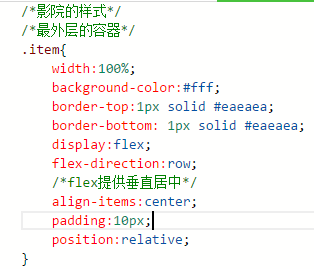 /*影院的样式*/
/*最外层的容器*/
.item{
width:100%;
background-color:#fff;
border-top:1px solid #eaeaea;
border-bottom: 1px solid #eaeaea;
display:flex;
flex-direction:row;
/*flex提供垂直居中*/
align-items:center;
padding:10px;
position:relative;
}